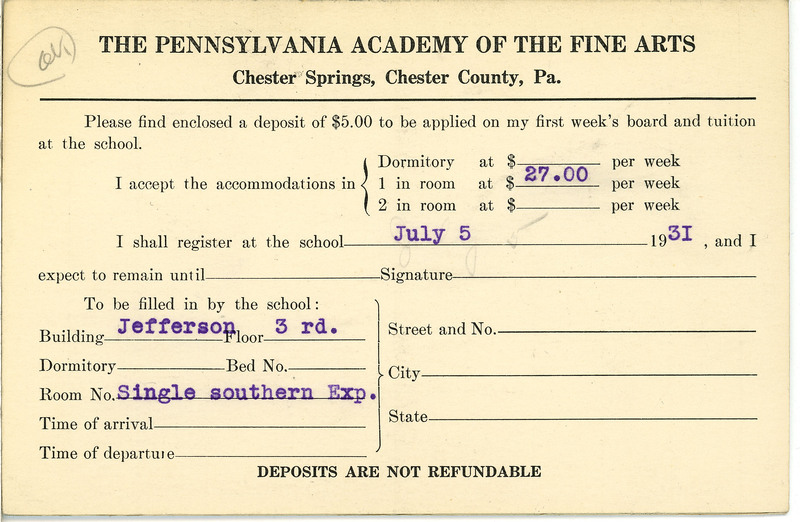 THE PENNSYLVANIA ACADEMY OF THE FINE ARTS
Chester Springs, Chester County, Pa.
Please find enclosed a deposit of $5.00 to be applied on my first week's board and tuition
at the school.
Dormitory at $ per week
I accept the accommodations in 1 in room at $ 27.00 per week
2 in room at $ per week
I shall register at the school July 5 193I , and I
expect to remain until Signature
To be filled in by the school:
Building Jefferson Floor 3 rd.
Street and No.
Dormitory Bed No.
City
Room No. Single southern Exp.
State
Time of arrival
Time of departure
DEPOSITS ARE NOT REFUNDABLE